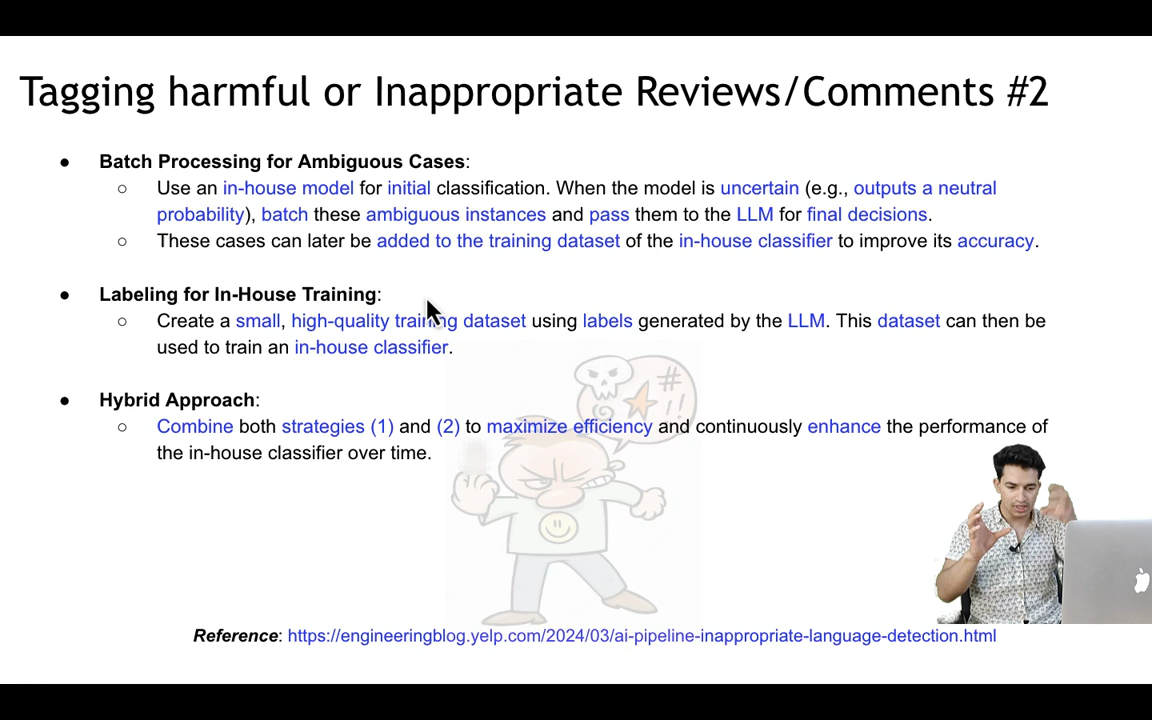 Tagging harmful or Inappropriate Reviews/Comments #2
● Batch Processing for Ambiguous Cases:
○ Use an in-house model for initial classification. When the model is uncertain (e.g., outputs a neutral
probability), batch these ambiguous instances and pass them to the LLM for final decisions.
○ These cases can later be added to the training dataset of the in-house classifier to improve its accuracy.
● Labeling for In-House Training:
○ Create a small, high-quality training dataset using labels generated by the LLM. This dataset can then be
used to train an in-house classifier.
● Hybrid Approach:
○ Combine both strategies (1) and (2) to maximize efficiency and continuously enhance the performance of
the in-house classifier over time.
#
!!
Reference: https://engineeringblog.yelp.com/2024/03/ai-pipeline-inappropriate-language-detection.html